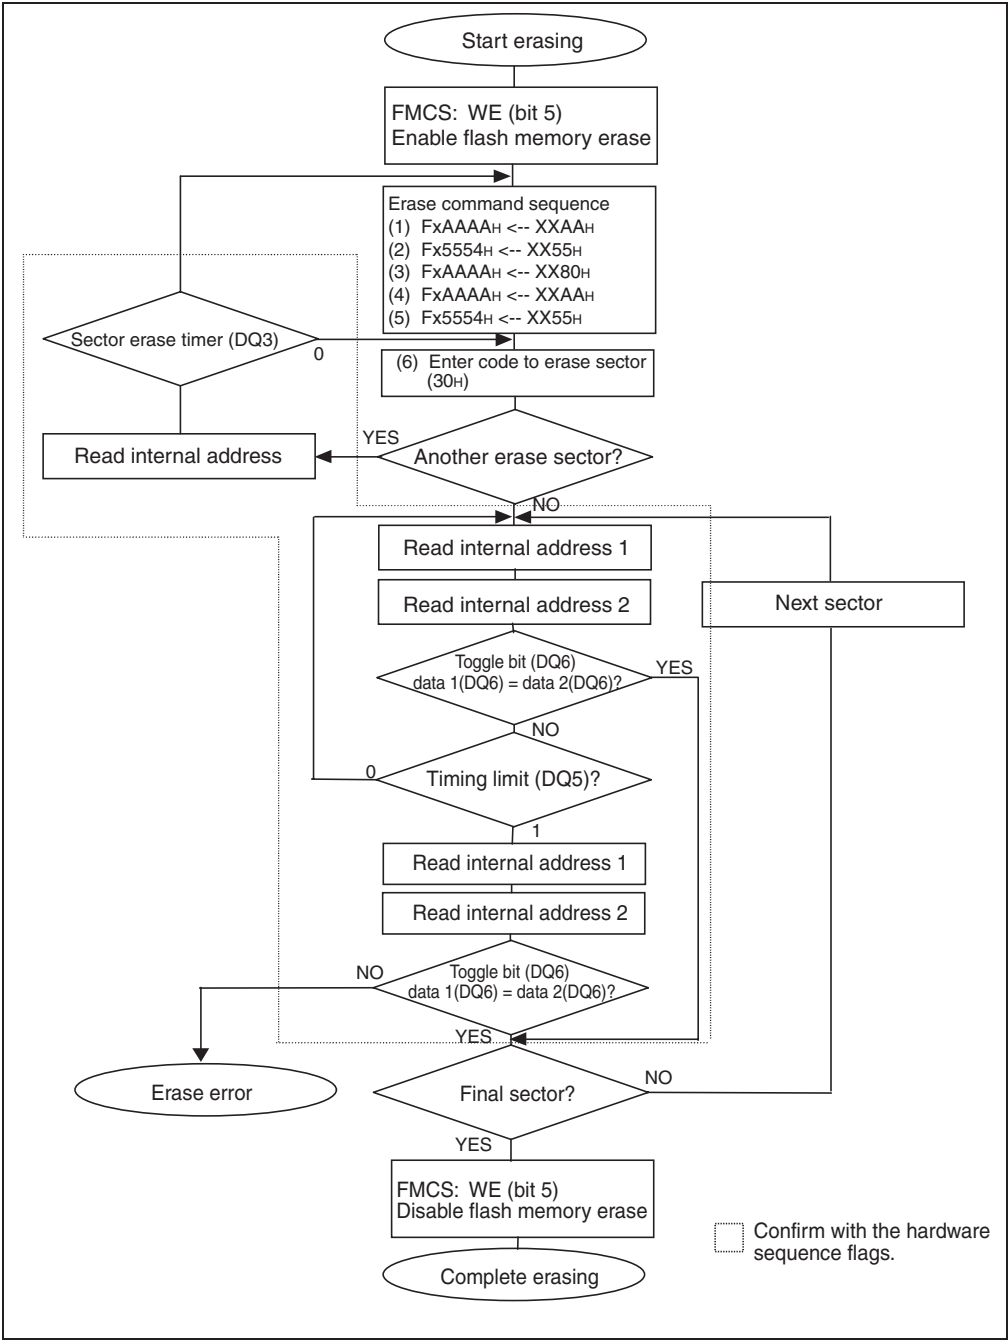 Start erasing
FMCS: WE (bit 5)
Enable flash memory erase
Erase command sequence
(1) FxAAAAH <-- XXAAH
(2) Fx5554H <-- XX55H
(3) FxAAAAH <-- XX80H
(4) FxAAAAH <-- XXAAH
(5) Fx5554H <-- XX55H
Sector erase timer (DQ3)
0
(6) Enter code to erase sector
(30H)
YES
Another erase sector?
Read internal address
NO
Read internal address 1
Read internal address 2
Next sector
Toggle bit (DQ6)
data 1(DQ6) = data 2(DQ6)?
YES
NO
0
Timing limit (DQ5)?
1
Read internal address 1
Read internal address 2
NO
Toggle bit (DQ6)
data 1(DQ6) = data 2(DQ6)?
YES
Erase error
Final sector?
NO
YES
FMCS: WE (bit 5)
Disable flash memory erase
Confirm with the hardware
sequence flags.
Complete erasing